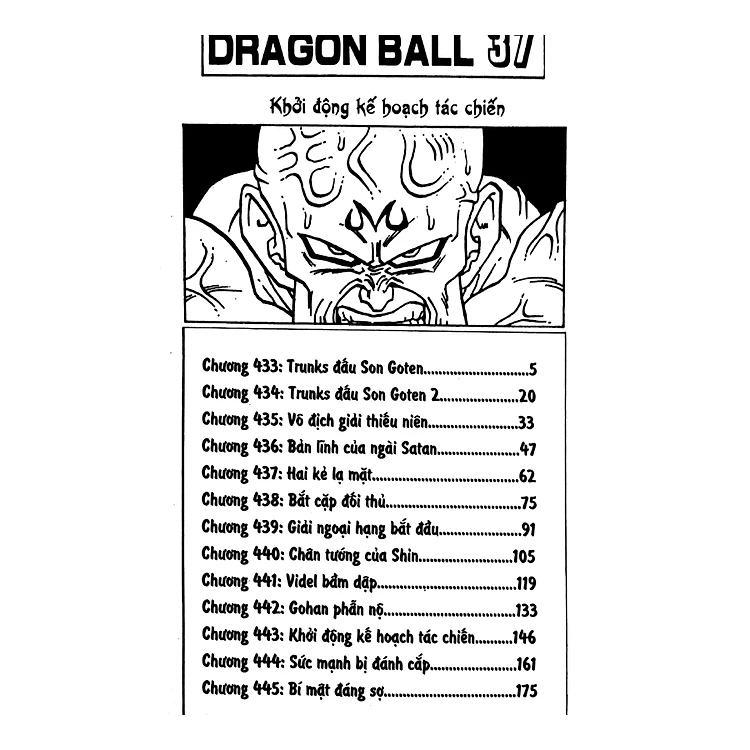 DRAGON BALL 37
Khởi động kế hoạch tác chiến
Chương 433: Trunks đấu Son Goten............................5
Chương 434: Trunks đấu Son Goten 2.....................20
Chương 435: Vô địch giải thiếu niên........................33
Chương 436: Bản lĩnh của ngài Satan......................47
Chương 437: Hai kẻ lạ mặt.......................................62
Chương 438: Bắt cặp đối thủ....................................75
Chương 439: Giải ngoại hạng bắt đầu......................91
Chương 440: Chân tướng của Shin.........................105
Chương 441: Videl bầm dập.....................................119
Chương 442: Gohan phẫn nộ...................................133
Chương 443: Khởi động kế hoạch tác chiến..........146
Chương 444: Sức mạnh bị đánh cắp.......................161
Chương 445: Bí mật đáng sợ...................................175